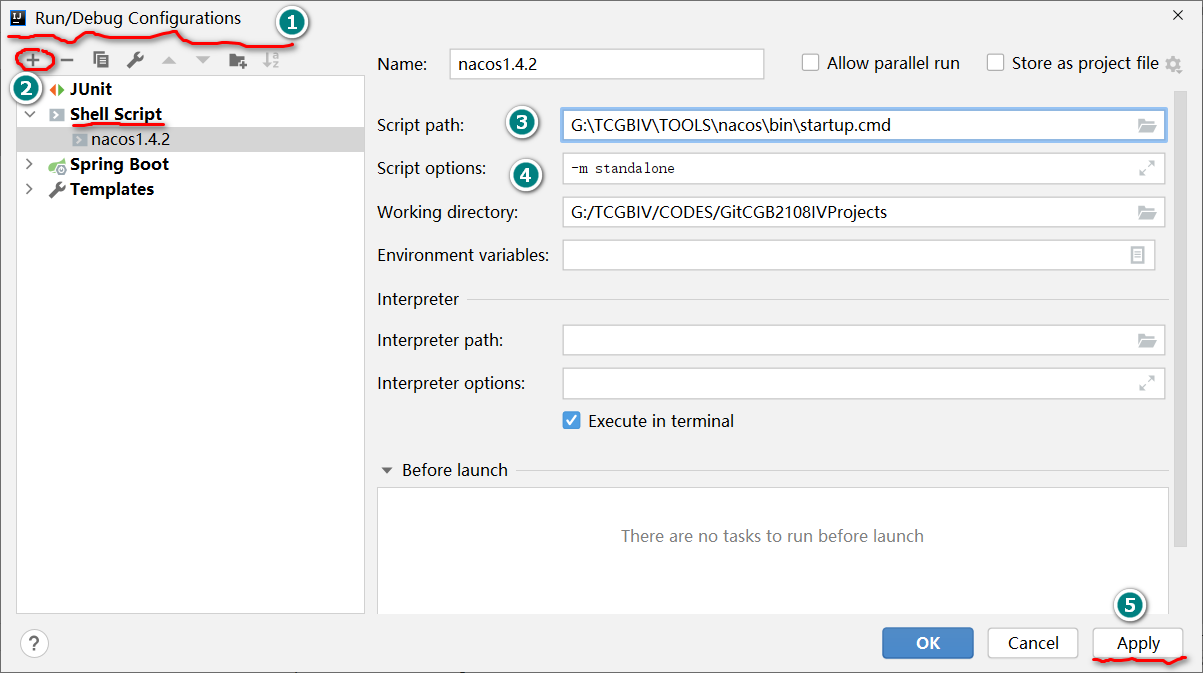 Run/Debug Configurations
1
2
JUnit
Shell Script
nacos1.4.2
Spring Boot
Templates
Name: nacos1.4.2 Allow parallel run Store as project file
Script path: 3 G:\TCGBIV\TOOLS\nacos\bin\startup.cmd
Script options: 4 -m standalone
Working directory: G:/TCGBIV/CODES/GitCGB2108IVProjects
Environment variables:
Interpreter
Interpreter path:
Interpreter options:
Execute in terminal
Before launch
There are no tasks to run before launch
5
? OK Cancel Apply